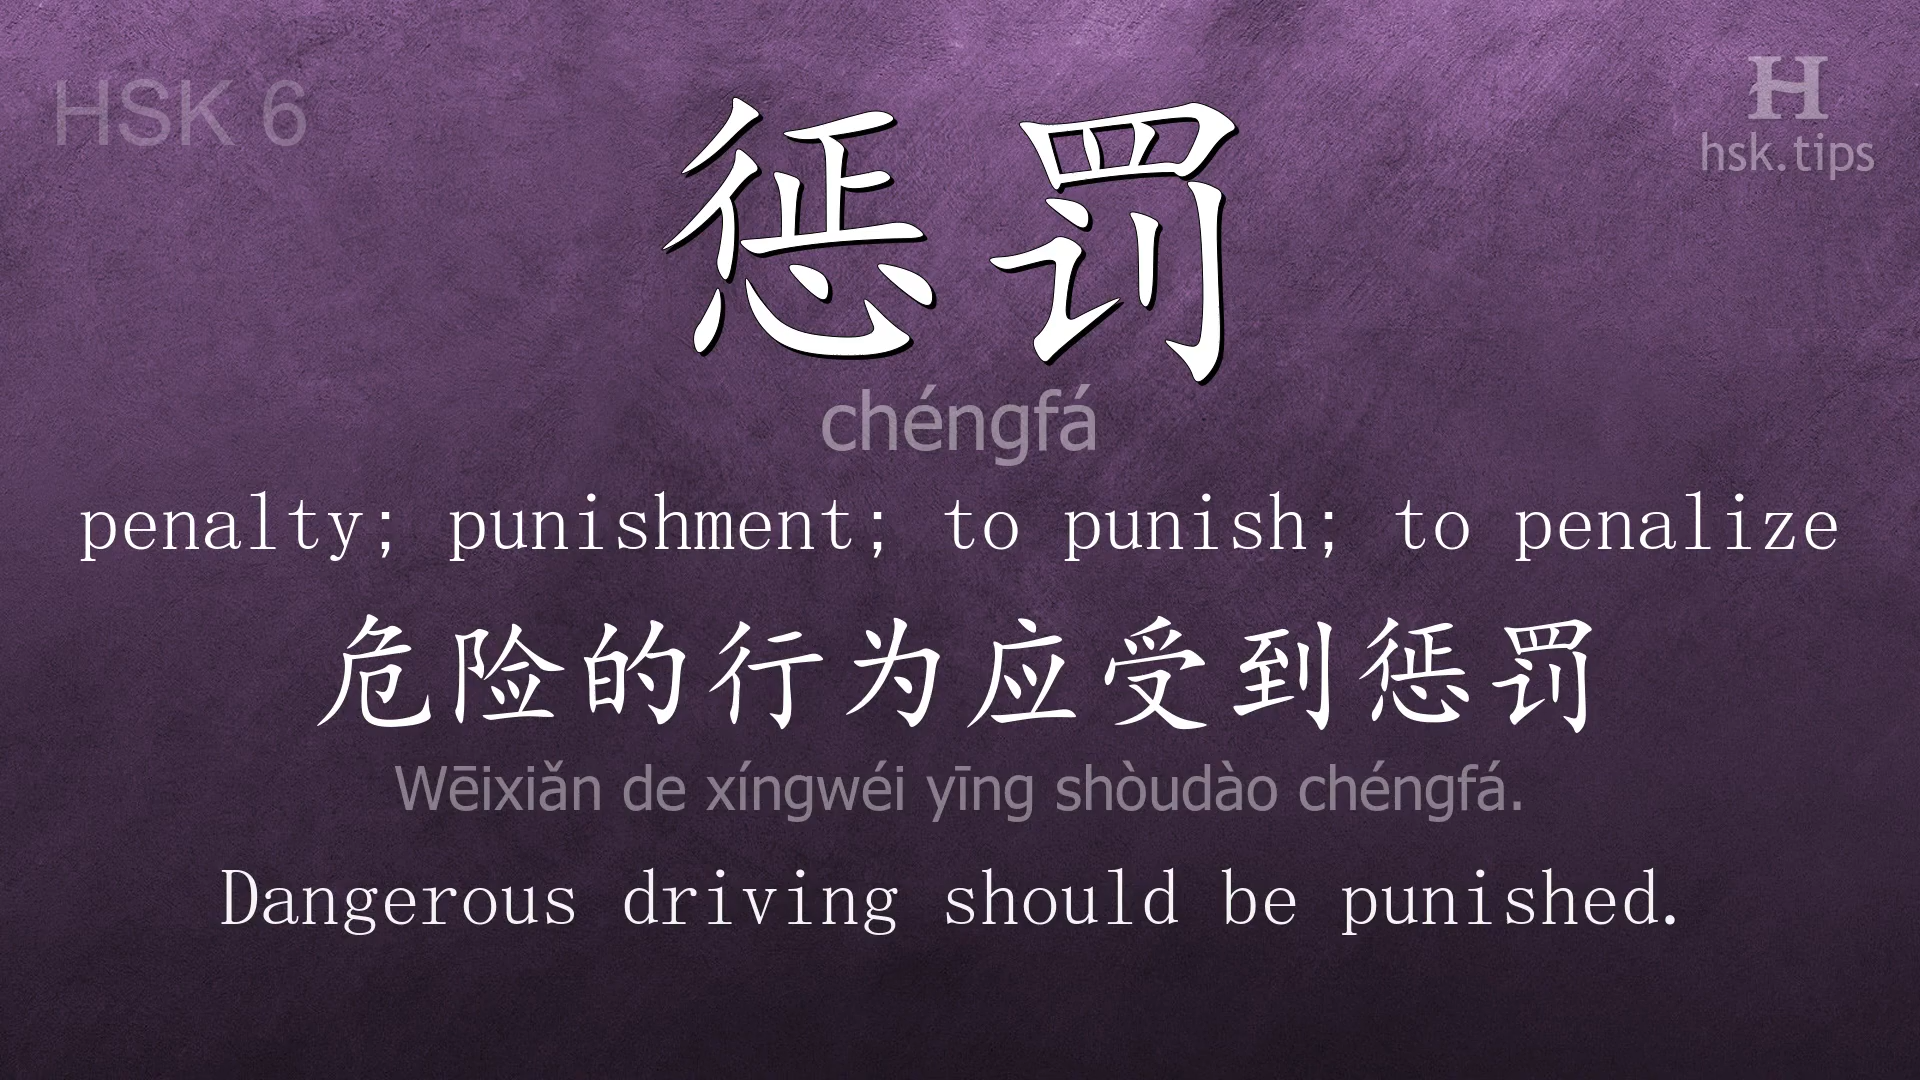 HSK 6
H
hsk.tips
惩罚
chéngfá
penalty; punishment; to punish; to penalize
危险的行为应受到惩罚
Wēixiǎn de xíngwéi yīng shòudào chéngfá.
Dangerous driving should be punished.